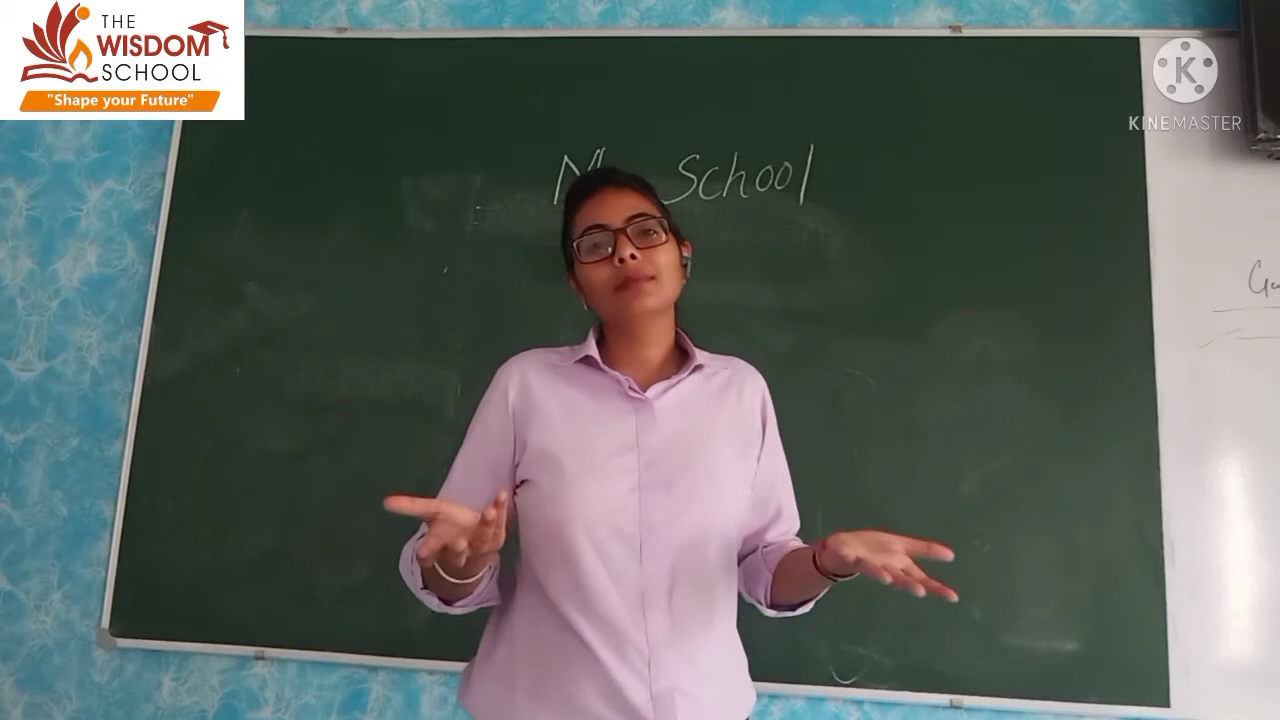 THE
WISDOM
SCHOOL
"Shape your Future"
K
KINEMASTER
School